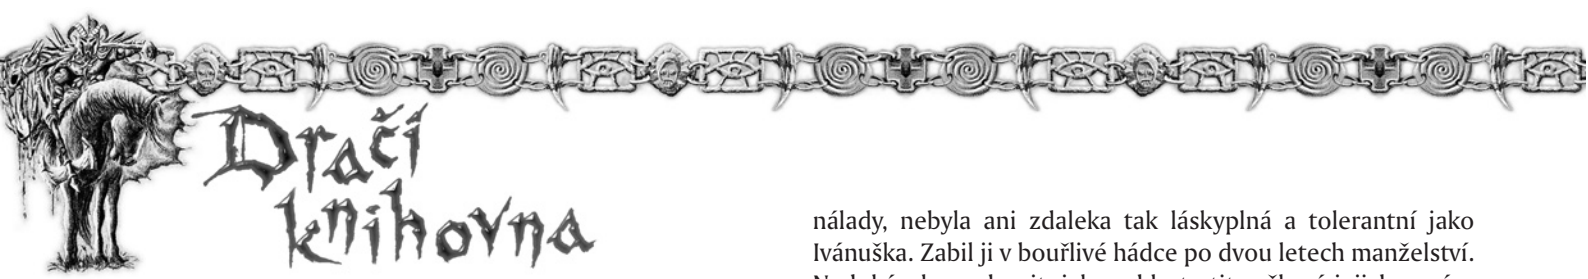 Dračí
knihovna
nálady, nebyla ani zdaleka tak láskyplná a tolerantní jako
Ivánuška. Zabil ji v bouřlivé hádce po dvou letech manželství.